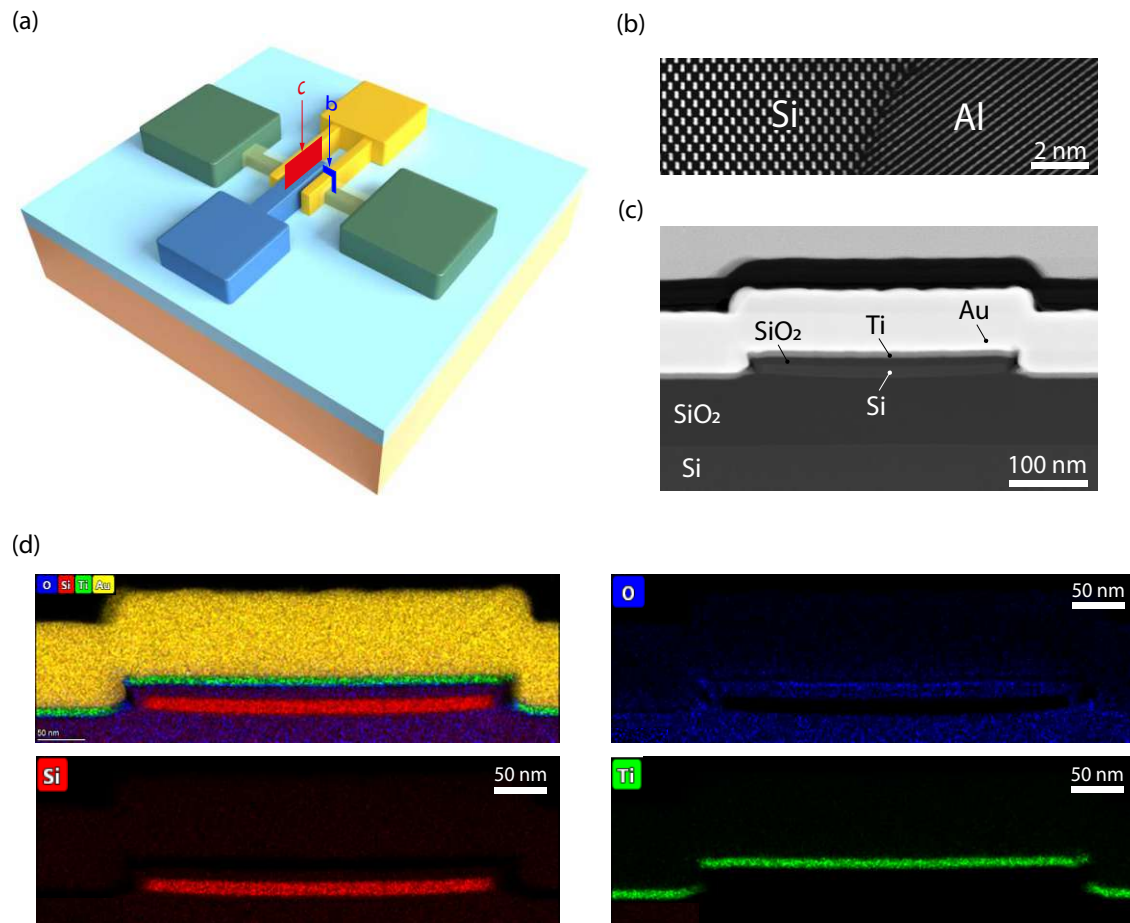 (a)
c
b
(b)
Si
Al
2 nm
(c)
SiO₂
Ti
Au
Si
SiO₂
Si
100 nm
(d)
O Si Ti Au
50 nm
O
50 nm
Si
50 nm
Ti
50 nm